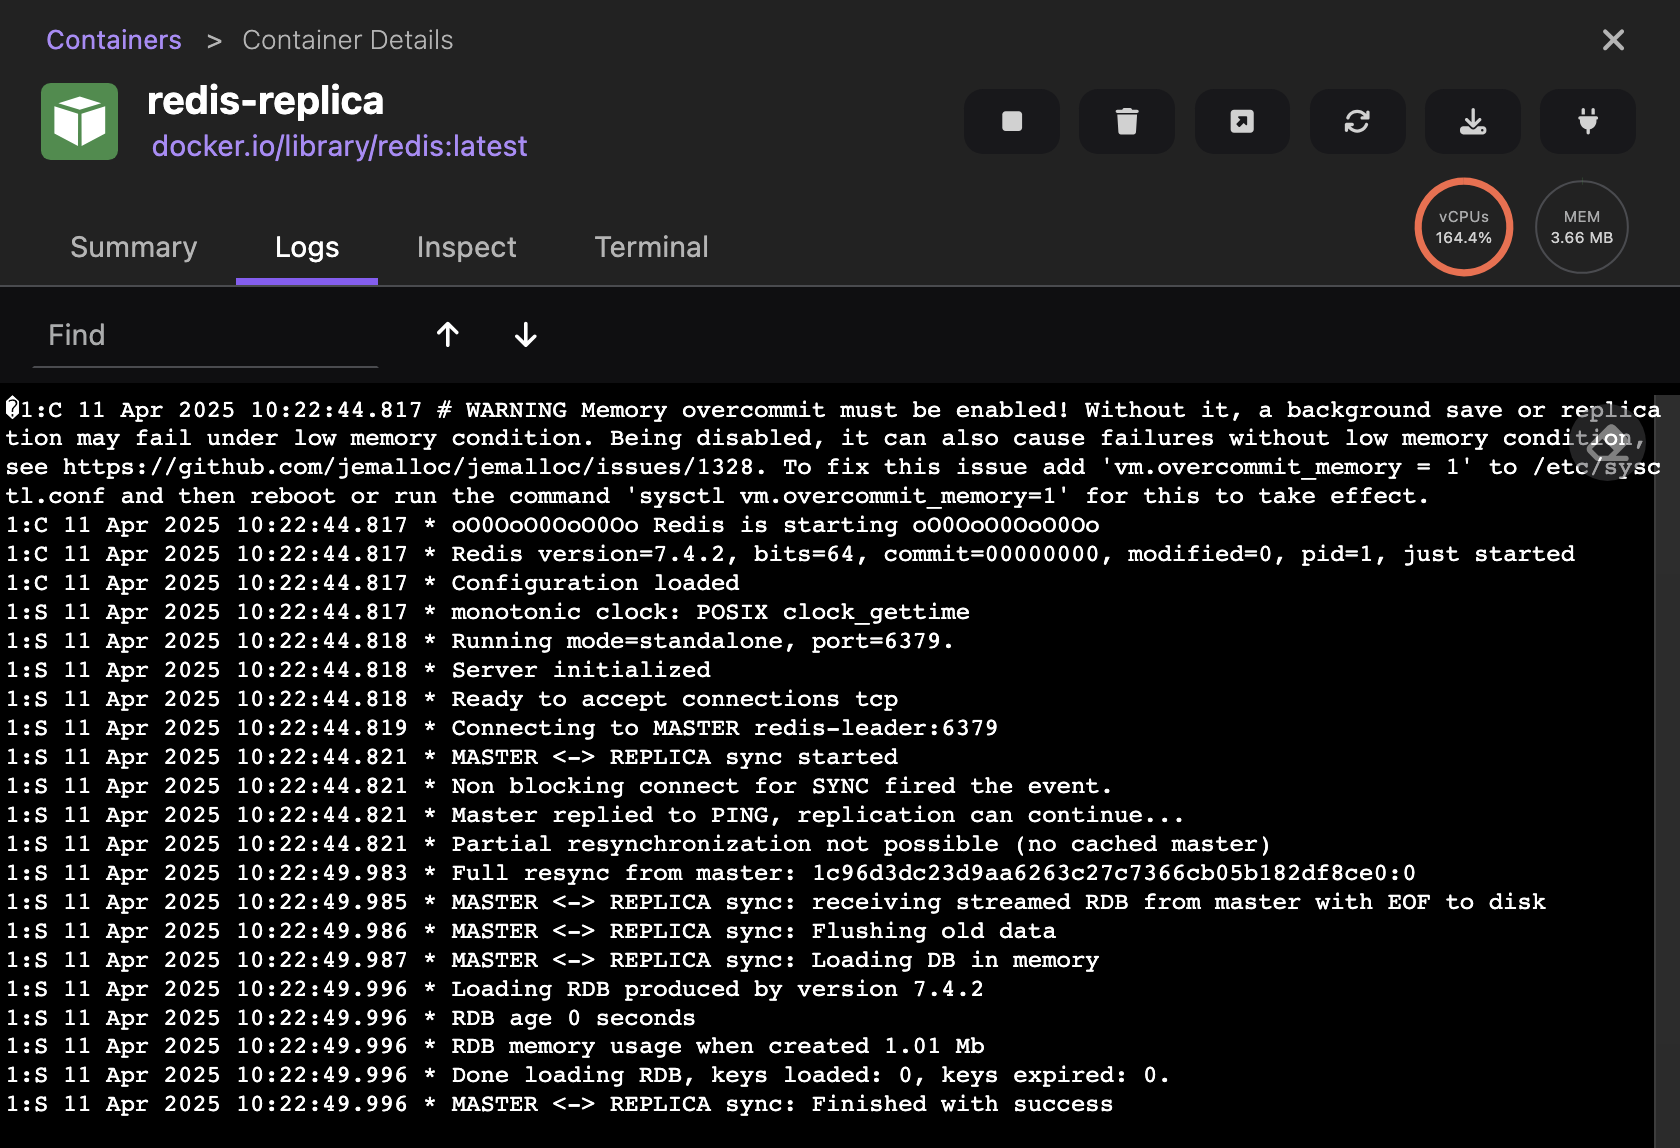 Containers > Container Details
redis-replica
docker.io/library/redis:latest
Summary
Logs
Inspect
Terminal
vCPUs
164.4%
MEM
3.66 MB
Find
�1:C 11 Apr 2025 10:22:44.817 # WARNING Memory overcommit must be enabled! Without it, a background save or replica
tion may fail under low memory condition. Being disabled, it can also cause failures without low memory condition,
see https://github.com/jemalloc/jemalloc/issues/1328. To fix this issue add 'vm.overcommit_memory = 1' to /etc/sysc
tl.conf and then reboot or run the command 'sysctl vm.overcommit_memory=1' for this to take effect.
1:C 11 Apr 2025 10:22:44.817 * oO0OoO0OoO0Oo Redis is starting oO0OoO0OoO0Oo
1:C 11 Apr 2025 10:22:44.817 * Redis version=7.4.2, bits=64, commit=00000000, modified=0, pid=1, just started
1:C 11 Apr 2025 10:22:44.817 * Configuration loaded
1:S 11 Apr 2025 10:22:44.817 * monotonic clock: POSIX clock_gettime
1:S 11 Apr 2025 10:22:44.818 * Running mode=standalone, port=6379.
1:S 11 Apr 2025 10:22:44.818 * Server initialized
1:S 11 Apr 2025 10:22:44.818 * Ready to accept connections tcp
1:S 11 Apr 2025 10:22:44.819 * Connecting to MASTER redis-leader:6379
1:S 11 Apr 2025 10:22:44.821 * MASTER <-> REPLICA sync started
1:S 11 Apr 2025 10:22:44.821 * Non blocking connect for SYNC fired the event.
1:S 11 Apr 2025 10:22:44.821 * Master replied to PING, replication can continue...
1:S 11 Apr 2025 10:22:44.821 * Partial resynchronization not possible (no cached master)
1:S 11 Apr 2025 10:22:49.983 * Full resync from master: 1c96d3dc23d9aa6263c27c7366cb05b182df8ce0:0
1:S 11 Apr 2025 10:22:49.985 * MASTER <-> REPLICA sync: receiving streamed RDB from master with EOF to disk
1:S 11 Apr 2025 10:22:49.986 * MASTER <-> REPLICA sync: Flushing old data
1:S 11 Apr 2025 10:22:49.987 * MASTER <-> REPLICA sync: Loading DB in memory
1:S 11 Apr 2025 10:22:49.996 * Loading RDB produced by version 7.4.2
1:S 11 Apr 2025 10:22:49.996 * RDB age 0 seconds
1:S 11 Apr 2025 10:22:49.996 * RDB memory usage when created 1.01 Mb
1:S 11 Apr 2025 10:22:49.996 * Done loading RDB, keys loaded: 0, keys expired: 0.
1:S 11 Apr 2025 10:22:49.996 * MASTER <-> REPLICA sync: Finished with success